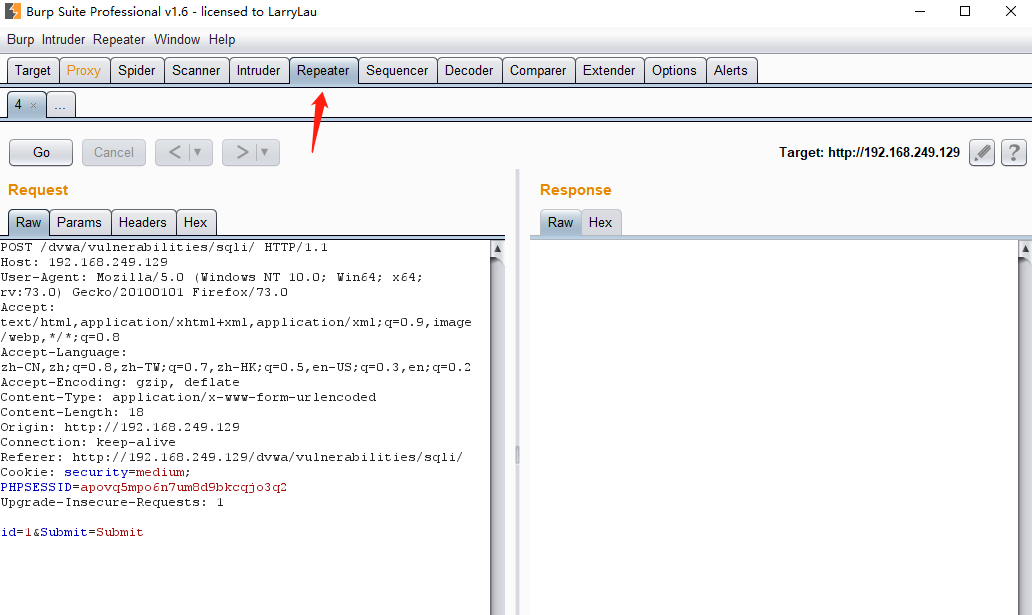 Burp Suite Professional v1.6 - licensed to LarryLau
Burp Intruder Repeater Window Help
Target Proxy Spider Scanner Intruder Repeater Sequencer Decoder Comparer Extender Options Alerts
4 × ...
Go Cancel < > Target: http://192.168.249.129 ?
Request Response
Raw Params Headers Hex Raw Hex
POST /dvwa/vulnerabilities/sqli/ HTTP/1.1
Host: 192.168.249.129
User-Agent: Mozilla/5.0 (Windows NT 10.0; Win64; x64;
rv:73.0) Gecko/20100101 Firefox/73.0
Accept:
text/html,application/xhtml+xml,application/xml;q=0.9,image
/webp,*/*;q=0.8
Accept-Language:
zh-CN,zh;q=0.8,zh-TW;q=0.7,zh-HK;q=0.5,en-US;q=0.3,en;q=0.2
Accept-Encoding: gzip, deflate
Content-Type: application/x-www-form-urlencoded
Content-Length: 18
Origin: http://192.168.249.129
Connection: keep-alive
Referer: http://192.168.249.129/dvwa/vulnerabilities/sqli/
Cookie: security=medium;
PHPSESSID=apovq5mpo6n7um8d9bkcqjo3q2
Upgrade-Insecure-Requests: 1
id=1&Submit=Submit